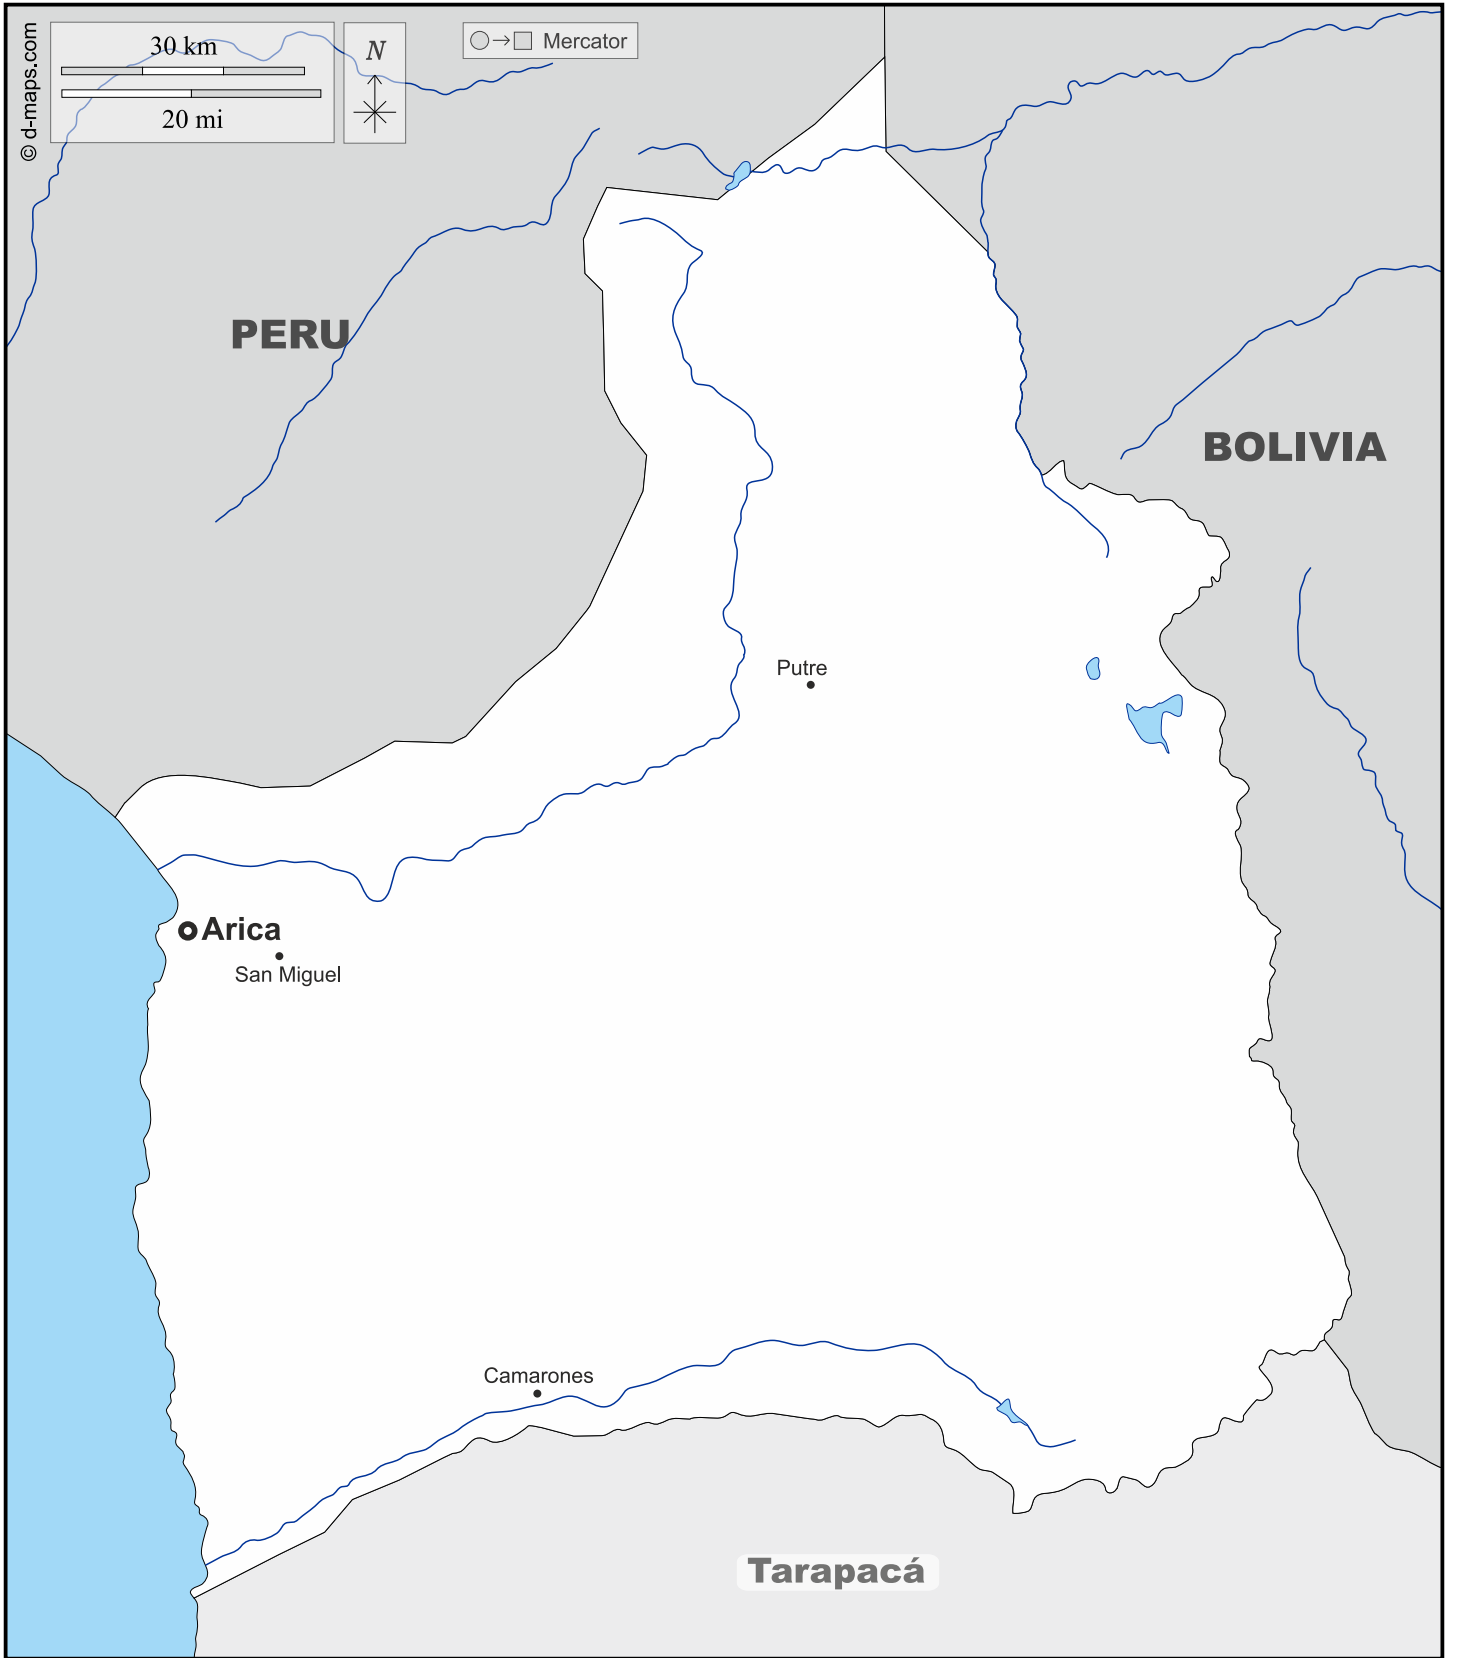 © d-maps.com
30 km
20 mi
N
Mercator
PERU
BOLIVIA
Putre
Arica
San Miguel
Camarones
Tarapacá